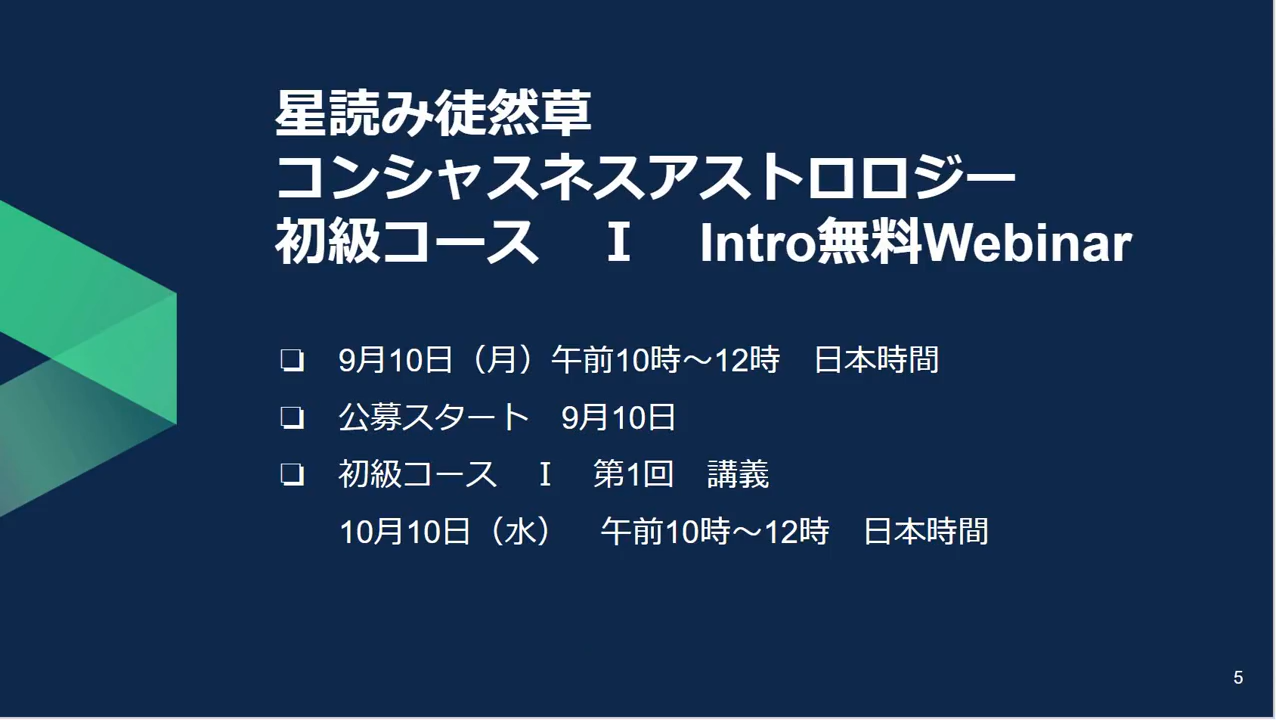 星読み徒然草
コンシャスネスアストロロジー
初級コース　Ⅰ　Intro無料Webinar
❏ 9月10日（月）午前10時〜12時　日本時間
❏ 公募スタート　9月10日
❏ 初級コース　Ⅰ　第1回　講義
10月10日（水）　午前10時〜12時　日本時間
5